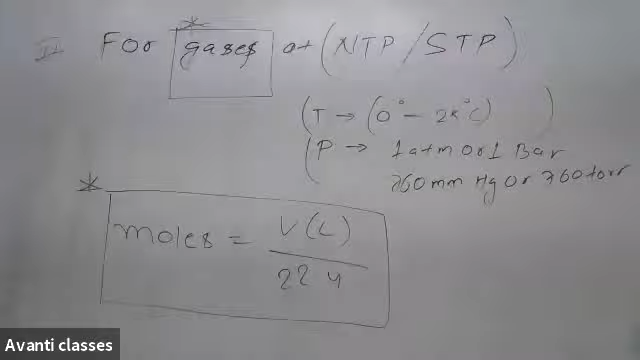 II For gases at (NTP/STP)
(T → (0° - 25°C)
(P → 1 atm or 1 Bar
760 mm Hg or 760 torr
moles = V(L) / 22.4
Avanti classes